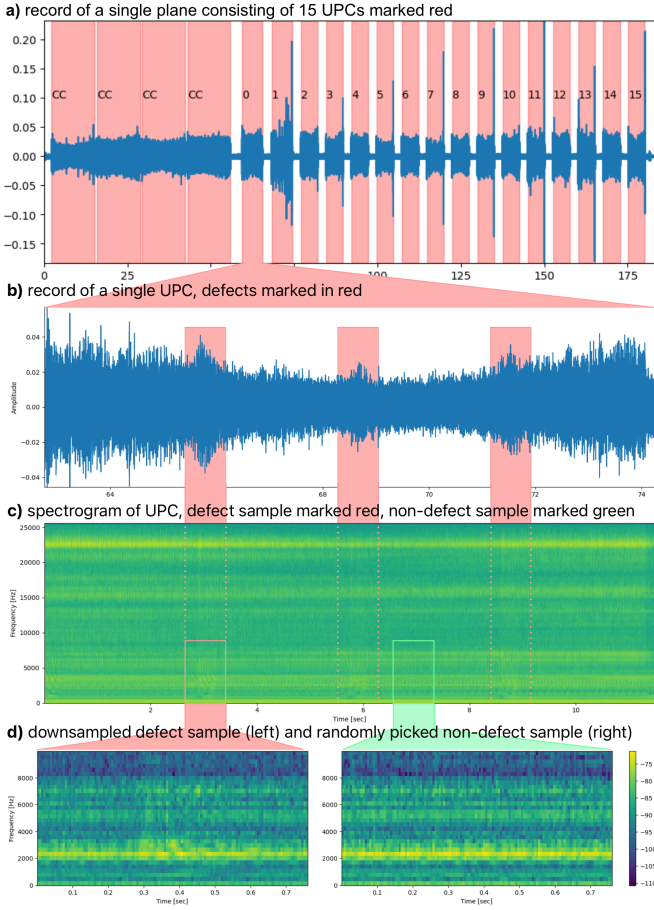 a) record of a single plane consisting of 15 UPCs marked red
0.20
0.15
0.10
0.05
0.00
−0.05
−0.10
−0.15
CC CC CC CC 0 1 2 3 4 5 6 7 8 9 10 11 12 13 14 15
0 25 75 100 125 150 175
b) record of a single UPC, defects marked in red
Amplitude
0.04
0.02
0.00
−0.02
−0.04
64 66 68 70 72 74
c) spectrogram of UPC, defect sample marked red, non-defect sample marked green
Frequency [Hz]
25000
20000
15000
10000
5000
0
2 4 6 8 10
Time [sec]
d) downsampled defect sample (left) and randomly picked non-defect sample (right)
Frequency [Hz]
8000
6000
4000
2000
0
0.1 0.2 0.3 0.4 0.5 0.6 0.7
Time [sec]
8000
6000
4000
2000
0
0.1 0.2 0.3 0.4 0.5 0.6 0.7
Time [sec]
−75
−80
−85
−90
−95
−100
−105
−110